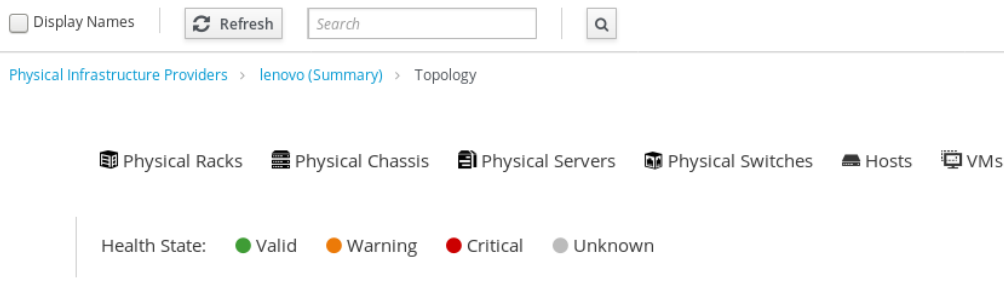 Display Names Refresh Search
Physical Infrastructure Providers > lenovo (Summary) > Topology
Physical Racks Physical Chassis Physical Servers Physical Switches Hosts VMs
Health State: Valid Warning Critical Unknown